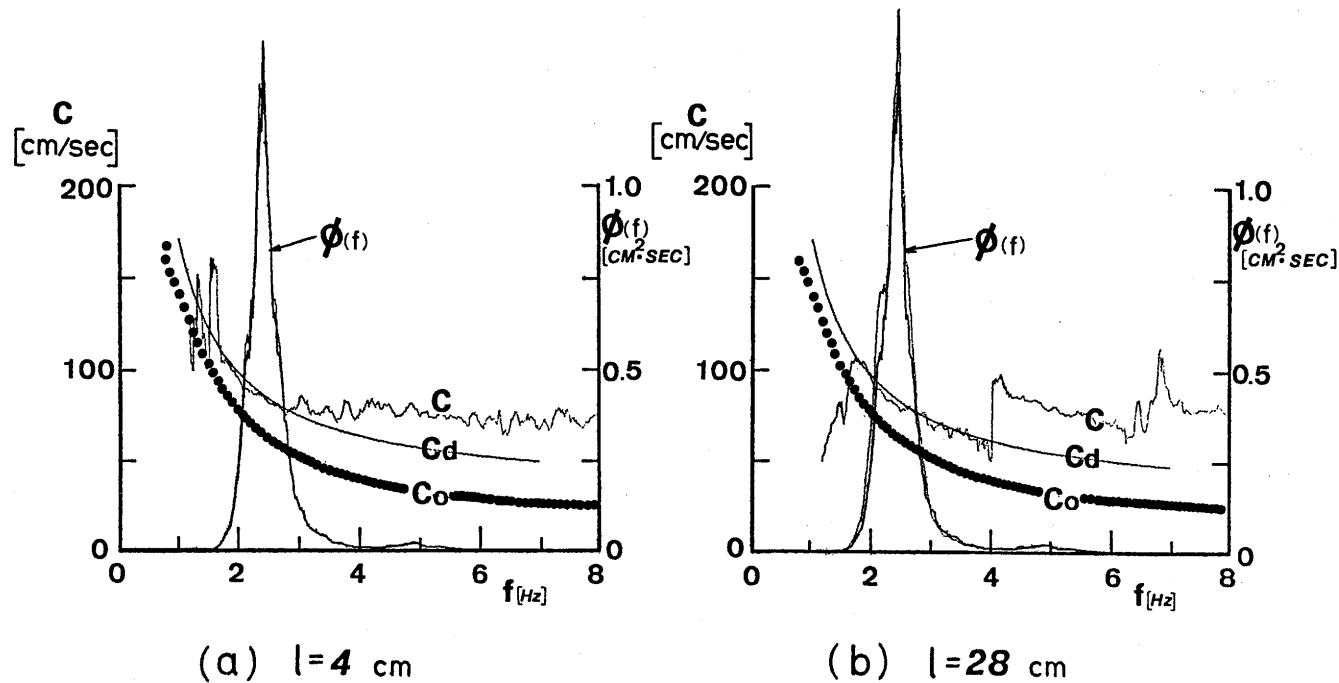 C
[cm/sec]
200
100
0
0
2
4
6
8
f[Hz]
1.0
ϕ(f)
[CM²·SEC]
0.5
0
ϕ(f)
C
Cd
Co
(a) l=4 cm
C
[cm/sec]
200
100
0
0
2
4
6
8
f[Hz]
1.0
ϕ(f)
[CM²·SEC]
0.5
0
ϕ(f)
C
Cd
Co
(b) l=28 cm